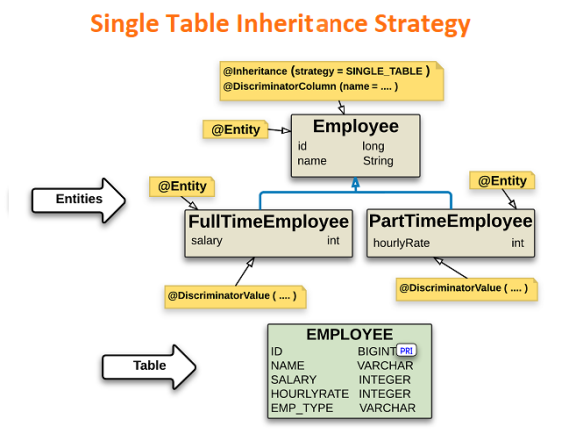 Single Table Inheritance Strategy
@Inheritance (strategy = SINGLE_TABLE )
@DiscriminatorColumn (name = .... )
@Entity
Employee
id long
name String
@Entity
@Entity
Entities
FullTimeEmployee
salary int
PartTimeEmployee
hourlyRate int
@DiscriminatorValue ( .... )
@DiscriminatorValue ( .... )
Table
EMPLOYEE
ID BIGINT PRI
NAME VARCHAR
SALARY INTEGER
HOURLYRATE INTEGER
EMP_TYPE VARCHAR